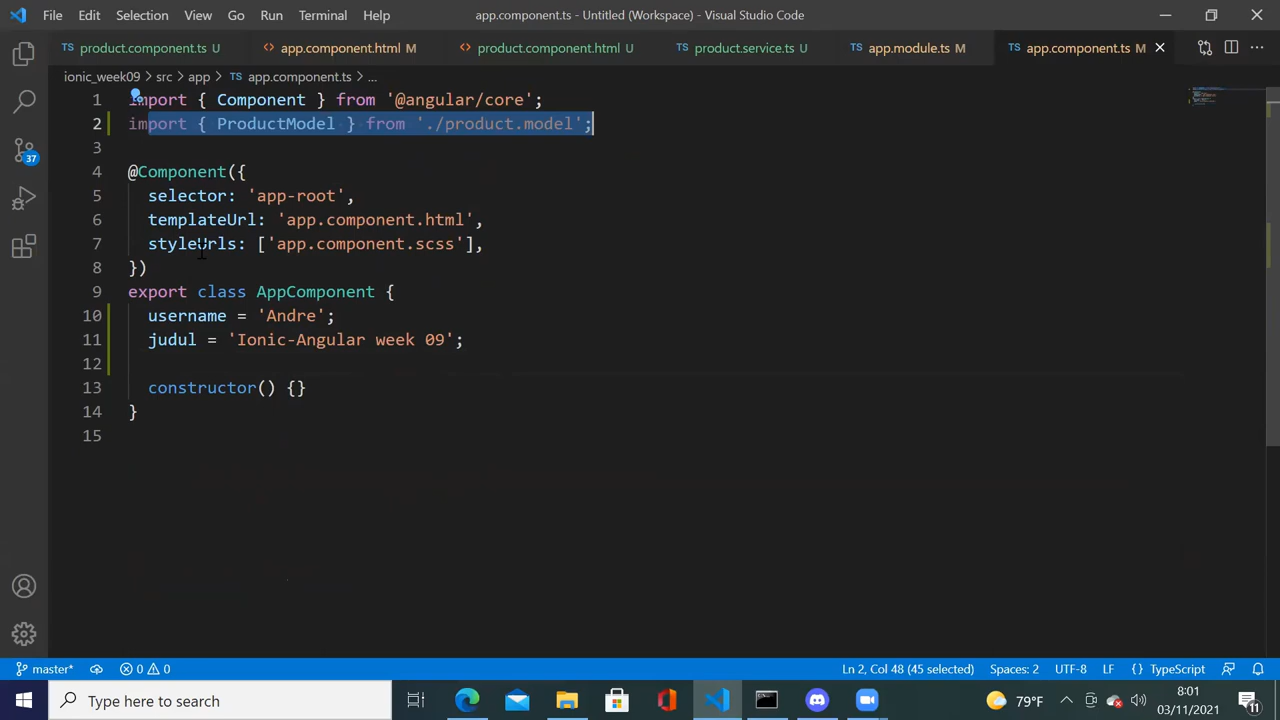 File Edit Selection View Go Run Terminal Help app.component.ts - Untitled (Workspace) - Visual Studio Code
TS product.component.ts U <> app.component.html M <> product.component.html U TS product.service.ts U TS app.module.ts M TS app.component.ts M
ionic_week09 > src > app > TS app.component.ts > ...
1 import { Component } from '@angular/core';
2 import { ProductModel } from './product.model';
3
4 @Component({
5 selector: 'app-root',
6 templateUrl: 'app.component.html',
7 styleUrls: ['app.component.scss'],
8 })
9 export class AppComponent {
10 username = 'Andre';
11 judul = 'Ionic-Angular week 09';
12
13 constructor() {}
14 }
15
37
master* 0 0 Ln 2, Col 48 (45 selected) Spaces: 2 UTF-8 LF {} TypeScript
Type here to search 79°F 8:01
03/11/2021 11